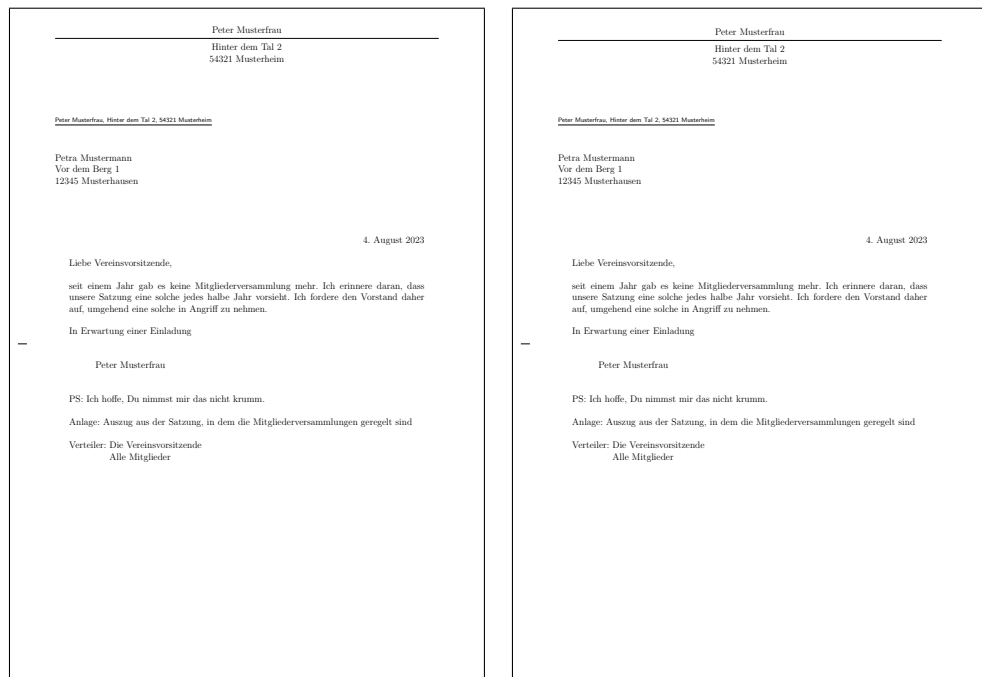 Peter Musterfrau
Hinter dem Tal 2
54321 Musterheim
Peter Musterfrau, Hinter dem Tal 2, 54321 Musterheim
Petra Mustermann
Vor dem Berg 1
12345 Musterhausen
4. August 2023
Liebe Vereinsvorsitzende,
seit einem Jahr gab es keine Mitgliederversammlung mehr. Ich erinnere daran, dass
unsere Satzung eine solche jedes halbe Jahr vorsieht. Ich fordere den Vorstand daher
auf, umgehend eine solche in Angriff zu nehmen.
In Erwartung einer Einladung
Peter Musterfrau
PS: Ich hoffe, Du nimmst mir das nicht krumm.
Anlage: Auszug aus der Satzung, in dem die Mitgliederversammlungen geregelt sind
Verteiler: Die Vereinsvorsitzende
Alle Mitglieder
Peter Musterfrau
Hinter dem Tal 2
54321 Musterheim
Peter Musterfrau, Hinter dem Tal 2, 54321 Musterheim
Petra Mustermann
Vor dem Berg 1
12345 Musterhausen
4. August 2023
Liebe Vereinsvorsitzende,
seit einem Jahr gab es keine Mitgliederversammlung mehr. Ich erinnere daran, dass
unsere Satzung eine solche jedes halbe Jahr vorsieht. Ich fordere den Vorstand daher
auf, umgehend eine solche in Angriff zu nehmen.
In Erwartung einer Einladung
Peter Musterfrau
PS: Ich hoffe, Du nimmst mir das nicht krumm.
Anlage: Auszug aus der Satzung, in dem die Mitgliederversammlungen geregelt sind
Verteiler: Die Vereinsvorsitzende
Alle Mitglieder